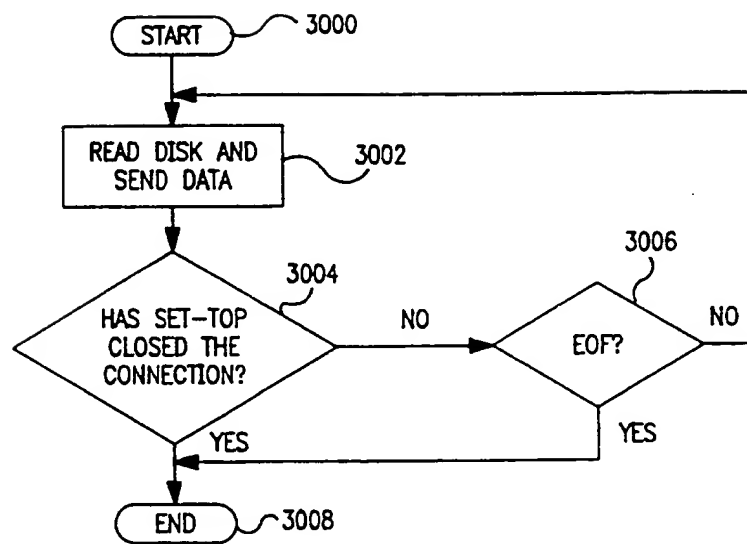 START
3000
READ DISK AND
SEND DATA
3002
HAS SET-TOP
CLOSED THE
CONNECTION?
3004
NO
EOF?
3006
NO
YES
YES
END
3008